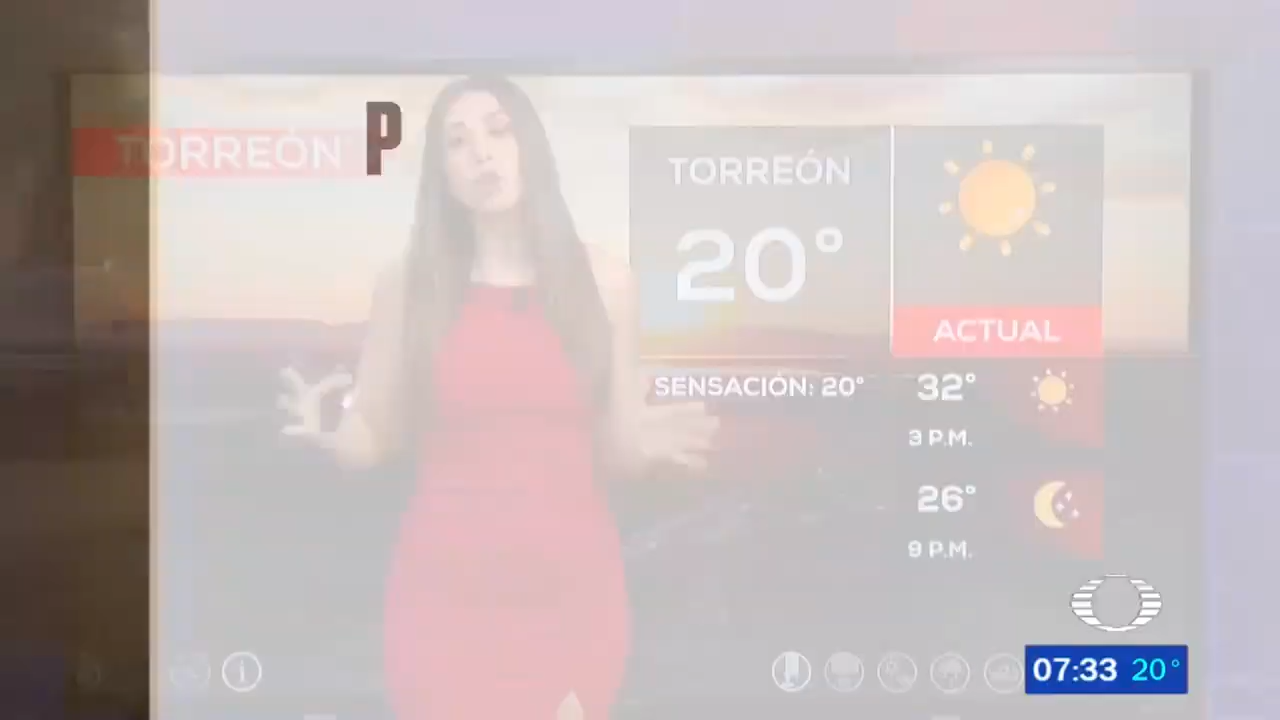 TORREÓN
P
TORREÓN
20°
ACTUAL
SENSACIÓN: 20°
32°
3 P.M.
26°
9 P.M.
i
07:33 20°